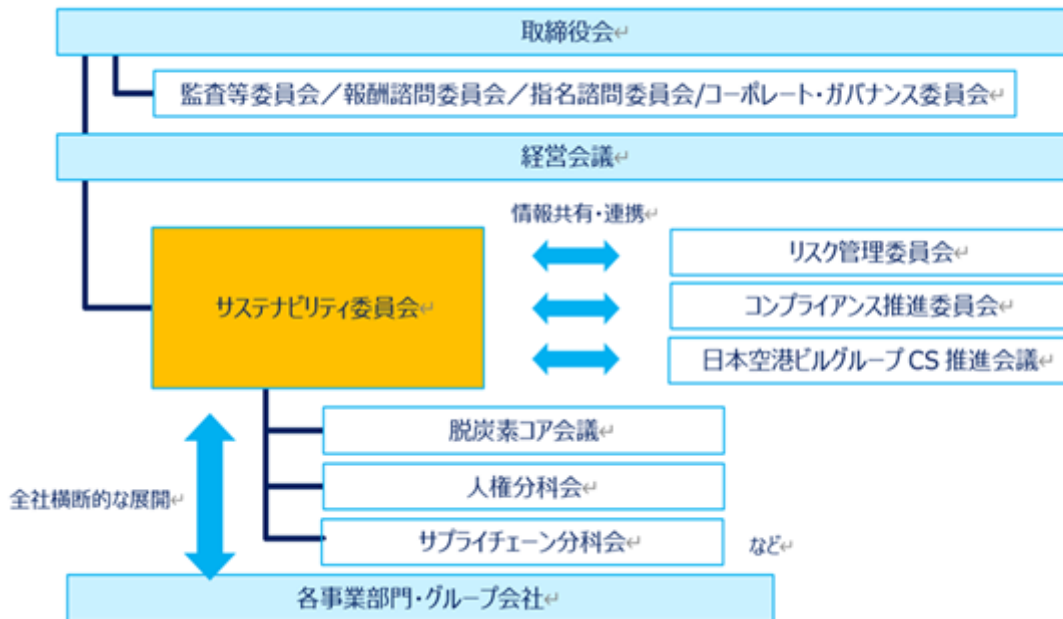 取締役会↵
監査等委員会／報酬諮問委員会／指名諮問委員会/コーポレート・ガバナンス委員会↵
経営会議↵
情報共有・連携↵
サステナビリティ委員会↵
リスク管理委員会↵
コンプライアンス推進委員会↵
日本空港ビルグループ CS 推進会議↵
脱炭素コア会議↵
人権分科会↵
全社横断的な展開↵
サプライチェーン分科会↵
など↵
各事業部門・グループ会社↵